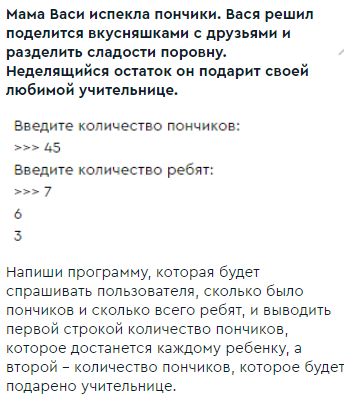 Мама Васи испекла пончики. Вася решил
поделится вкусняшками с друзьями и
разделить сладости поровну.
Неделящийся остаток он подарит своей
любимой учительнице.
Введите количество пончиков:
>>> 45
Введите количество ребят:
>>> 7
6
3
Напиши программу, которая будет
спрашивать пользователя, сколько было
пончиков и сколько всего ребят, и выводить
первой строкой количество пончиков,
которое достанется каждому ребенку, а
второй – количество пончиков, которое будет
подарено учительнице.